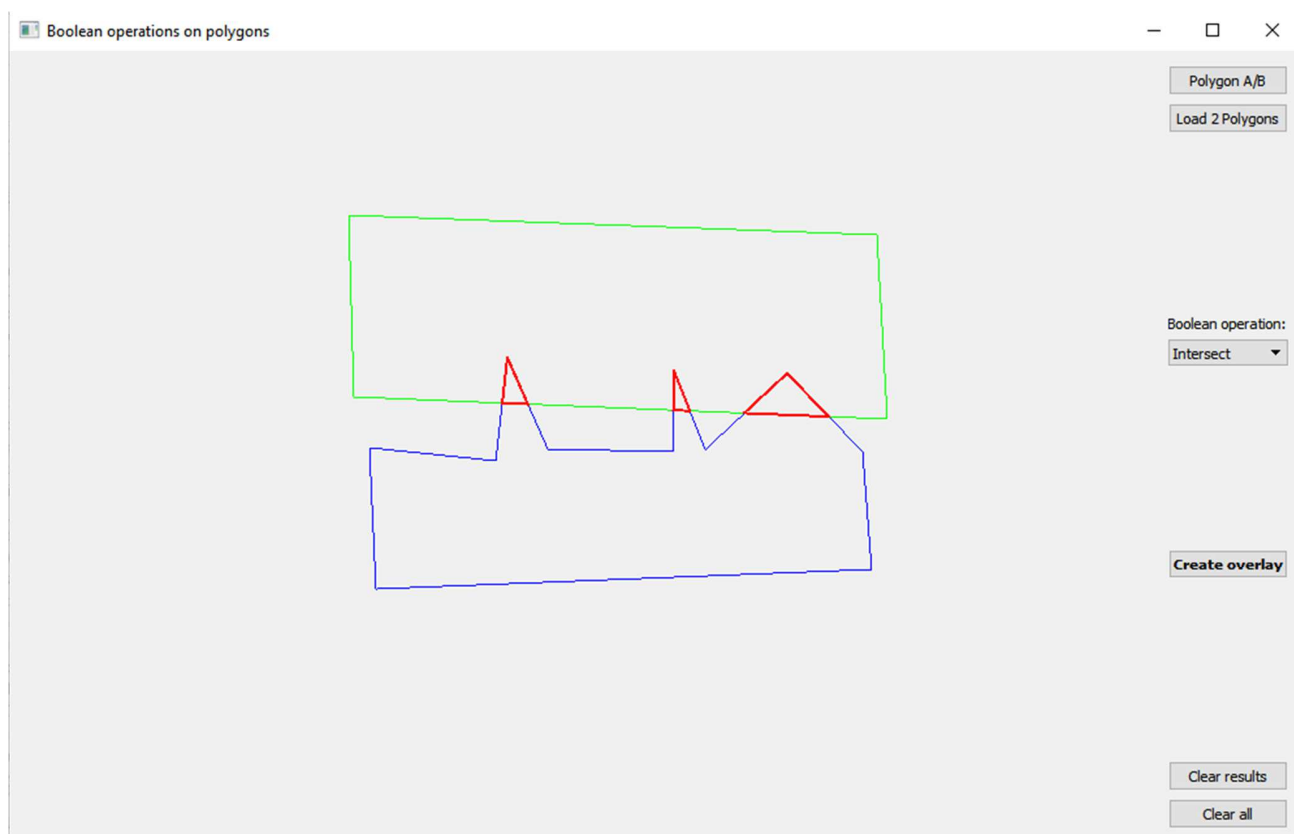 Boolean operations on polygons
Polygon A/B
Load 2 Polygons
Boolean operation:
Intersect
Create overlay
Clear results
Clear all